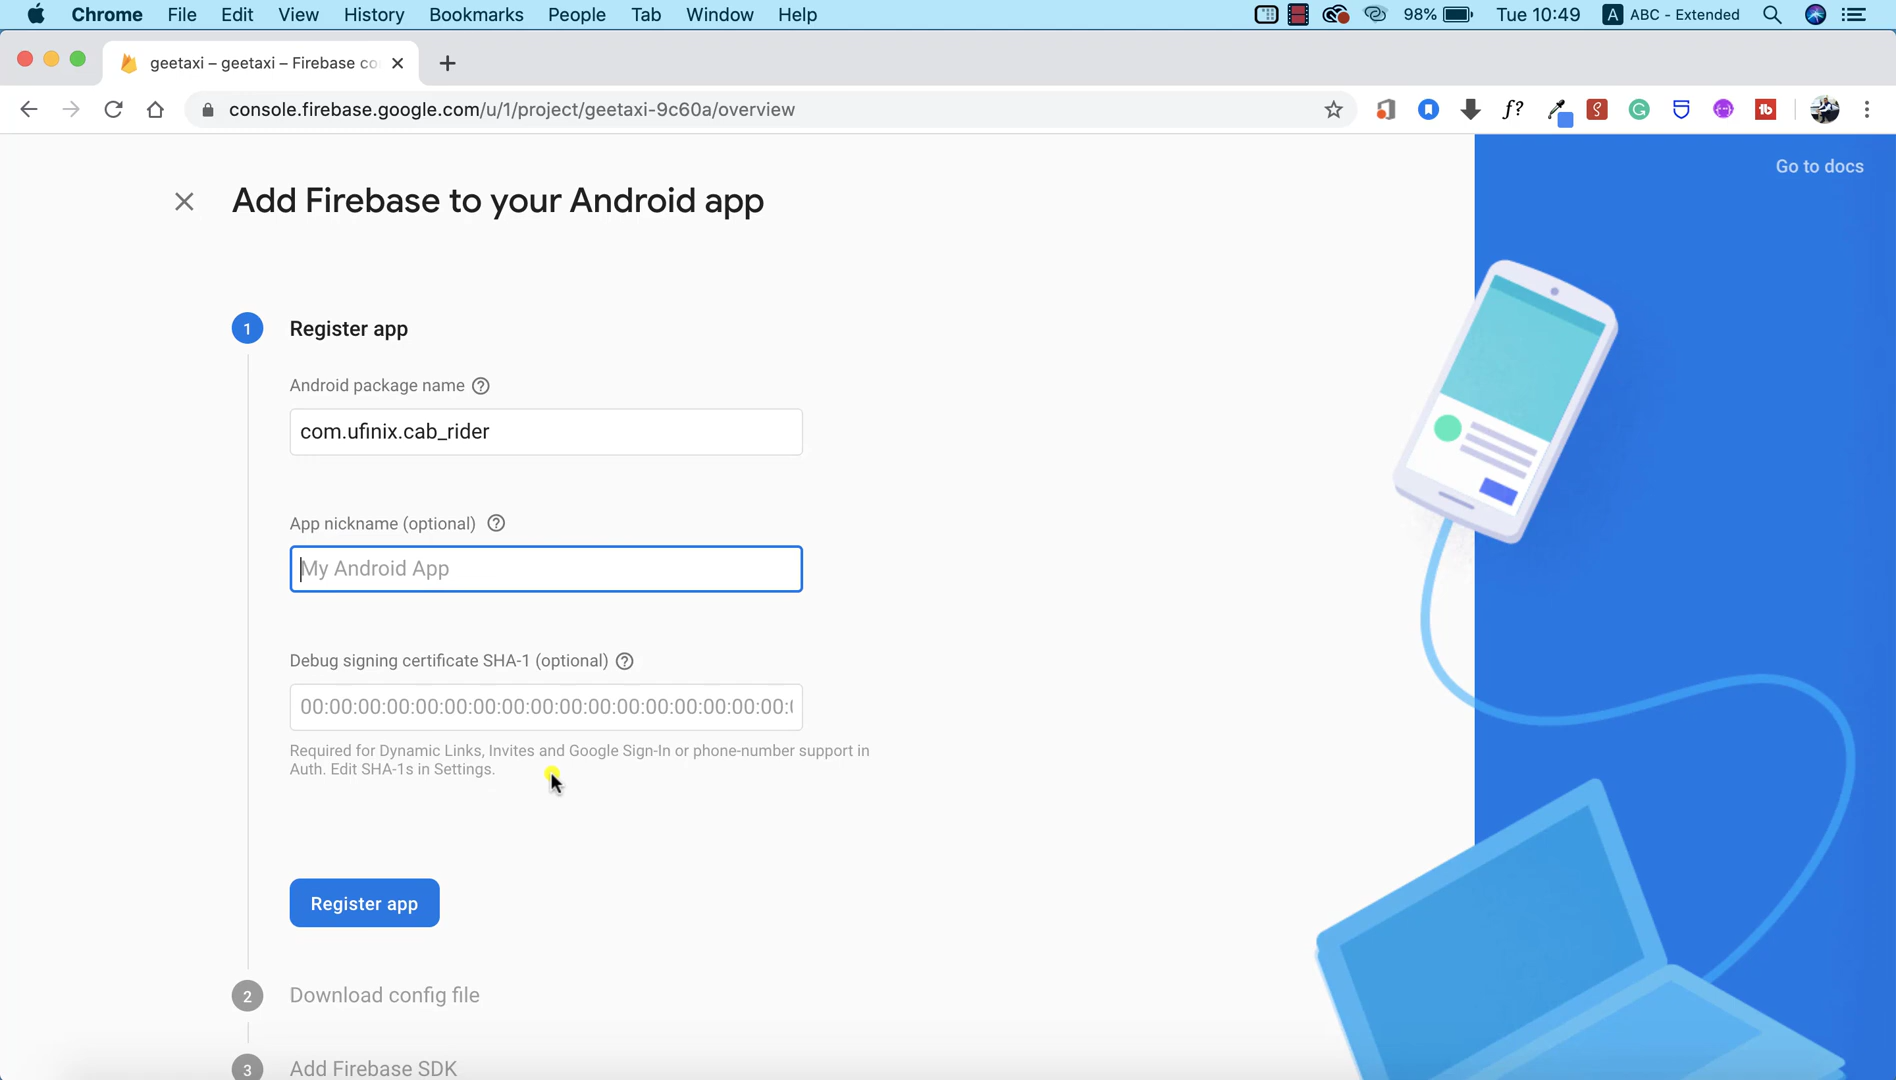 Chrome File Edit View History Bookmarks People Tab Window Help 98% Tue 10:49 A ABC - Extended
geetaxi – geetaxi – Firebase co
console.firebase.google.com/u/1/project/geetaxi-9c60a/overview
f?
Go to docs
Add Firebase to your Android app
1 Register app
Android package name ?
com.ufinix.cab_rider
App nickname (optional) ?
My Android App
Debug signing certificate SHA-1 (optional) ?
00:00:00:00:00:00:00:00:00:00:00:00:00:00:00:00:00:
Required for Dynamic Links, Invites and Google Sign-In or phone-number support in
Auth. Edit SHA-1s in Settings.
Register app
2 Download config file
3 Add Firebase SDK